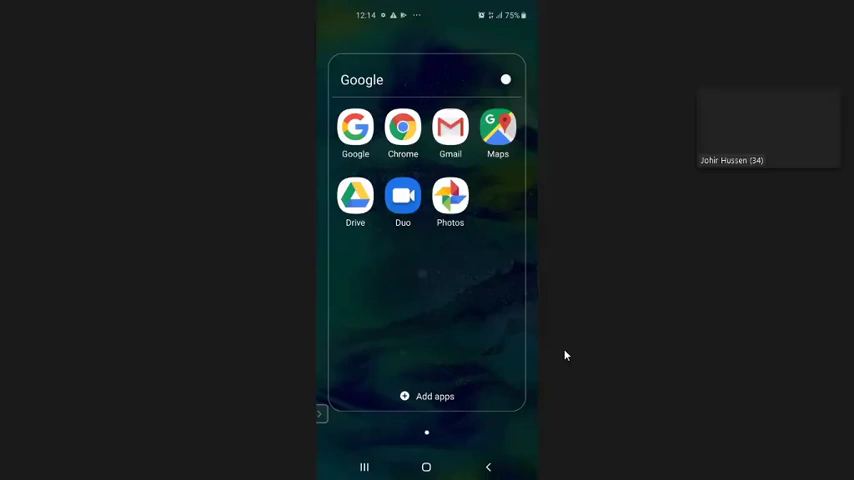 12:14
75%
Google
Google Chrome Gmail Maps
Johir Hussen (34)
Drive Duo Photos
Add apps